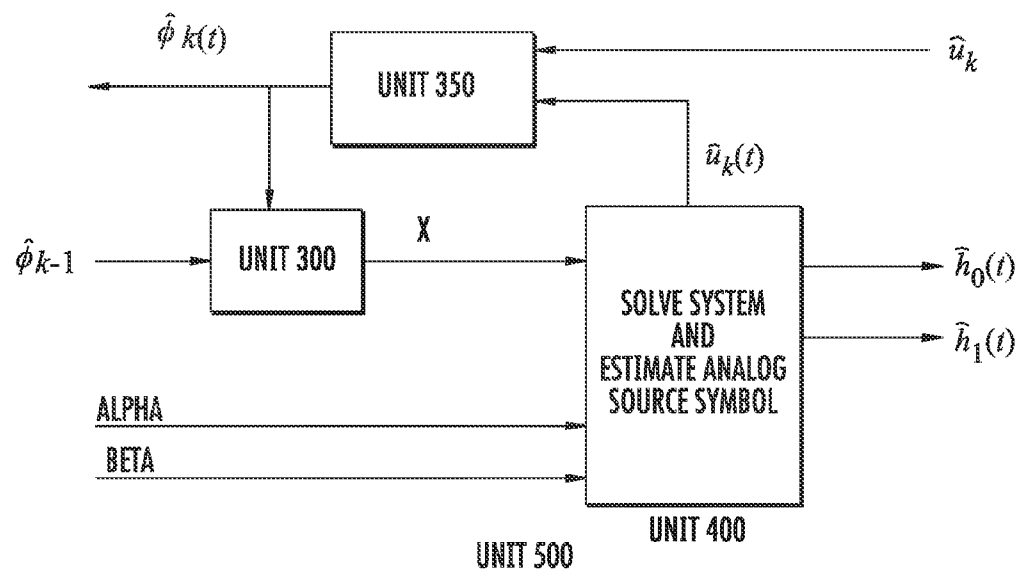 ϕ̂ k(t)
UNIT 350
û_k
û_k(t)
ϕ̂ k-1
UNIT 300
X
SOLVE SYSTEM
AND
ESTIMATE ANALOG
SOURCE SYMBOL
ĥ_0(t)
ĥ_1(t)
ALPHA
BETA
UNIT 400
UNIT 500